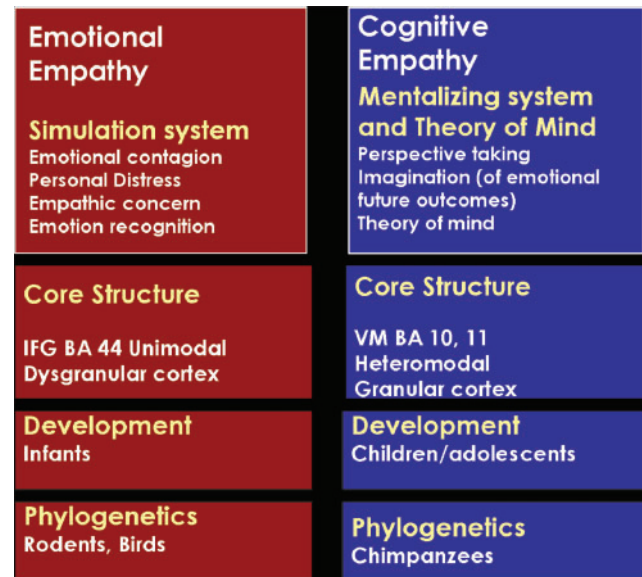 Emotional
Empathy
Simulation system
Emotional contagion
Personal Distress
Empathic concern
Emotion recognition
Core Structure
IFG BA 44 Unimodal
Dysgranular cortex
Development
Infants
Phylogenetics
Rodents, Birds
Cognitive
Empathy
Mentalizing system
and Theory of Mind
Perspective taking
Imagination (of emotional
future outcomes)
Theory of mind
Core Structure
VM BA 10, 11
Heteromodal
Granular cortex
Development
Children/adolescents
Phylogenetics
Chimpanzees